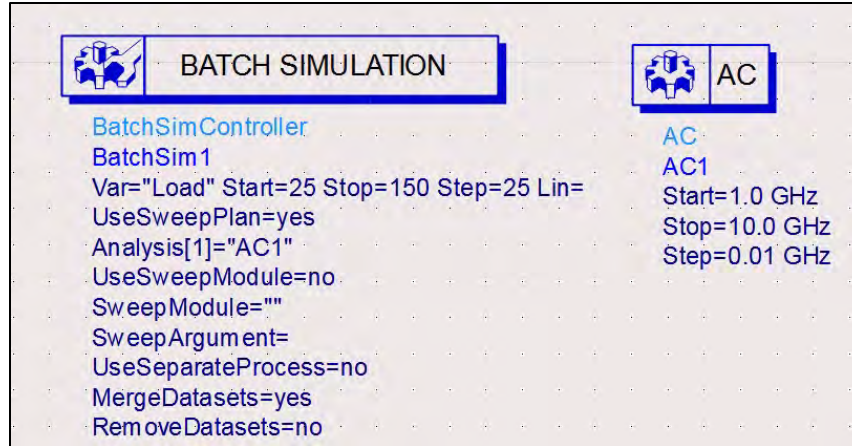 BATCH SIMULATION
BatchSimController
BatchSim1
Var="Load" Start=25 Stop=150 Step=25 Lin=
UseSweepPlan=yes
Analysis[1]="AC1"
UseSweepModule=no
SweepModule=""
SweepArgument=
UseSeparateProcess=no
MergeDatasets=yes
RemoveDatasets=no
AC
AC
AC1
Start=1.0 GHz
Stop=10.0 GHz
Step=0.01 GHz